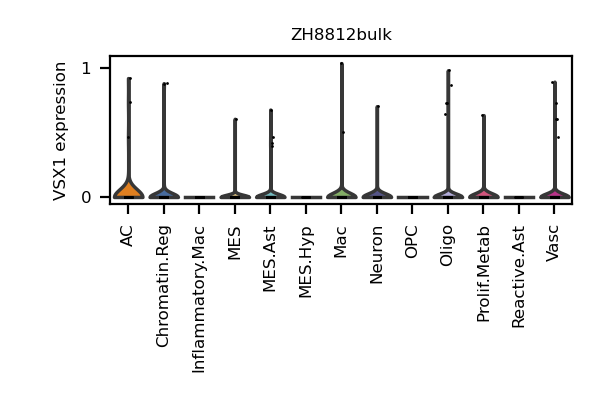 ZH8812bulk
VSX1 expression
1
0
AC
Chromatin.Reg
Inflammatory.Mac
MES
MES.Ast
MES.Hyp
Mac
Neuron
OPC
Oligo
Prolif.Metab
Reactive.Ast
Vasc